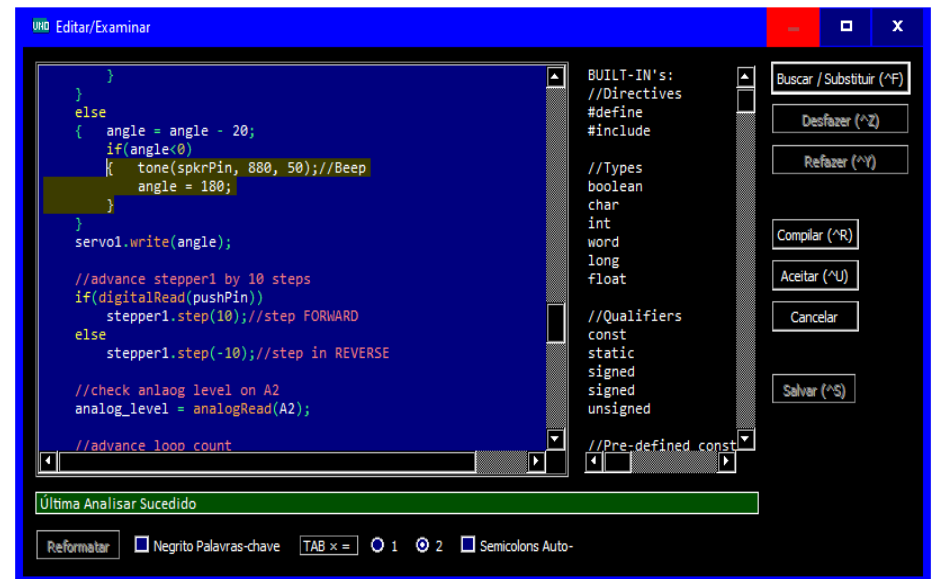 UNO Editar/Examinar
}
}
else
{ angle = angle - 20;
if(angle<0)
{ tone(spkrPin, 880, 50);//Beep
angle = 180;
}
}
servo1.write(angle);
//advance stepper1 by 10 steps
if(digitalRead(pushPin))
stepper1.step(10);//step FORWARD
else
stepper1.step(-10);//step in REVERSE
//check anlaog level on A2
analog_level = analogRead(A2);
//advance loop count
BUILT-IN's:
//Directives
#define
#include
//Types
boolean
char
int
word
long
float
//Qualifiers
const
static
signed
signed
unsigned
//Pre-defined const
Buscar / Substituir (^F)
Desfazer (^Z)
Refazer (^Y)
Compilar (^R)
Aceitar (^U)
Cancelar
Salvar (^S)
Última Analisar Sucedido
Reformatar Negrito Palavras-chave TAB × = 1 2 Semicolons Auto-